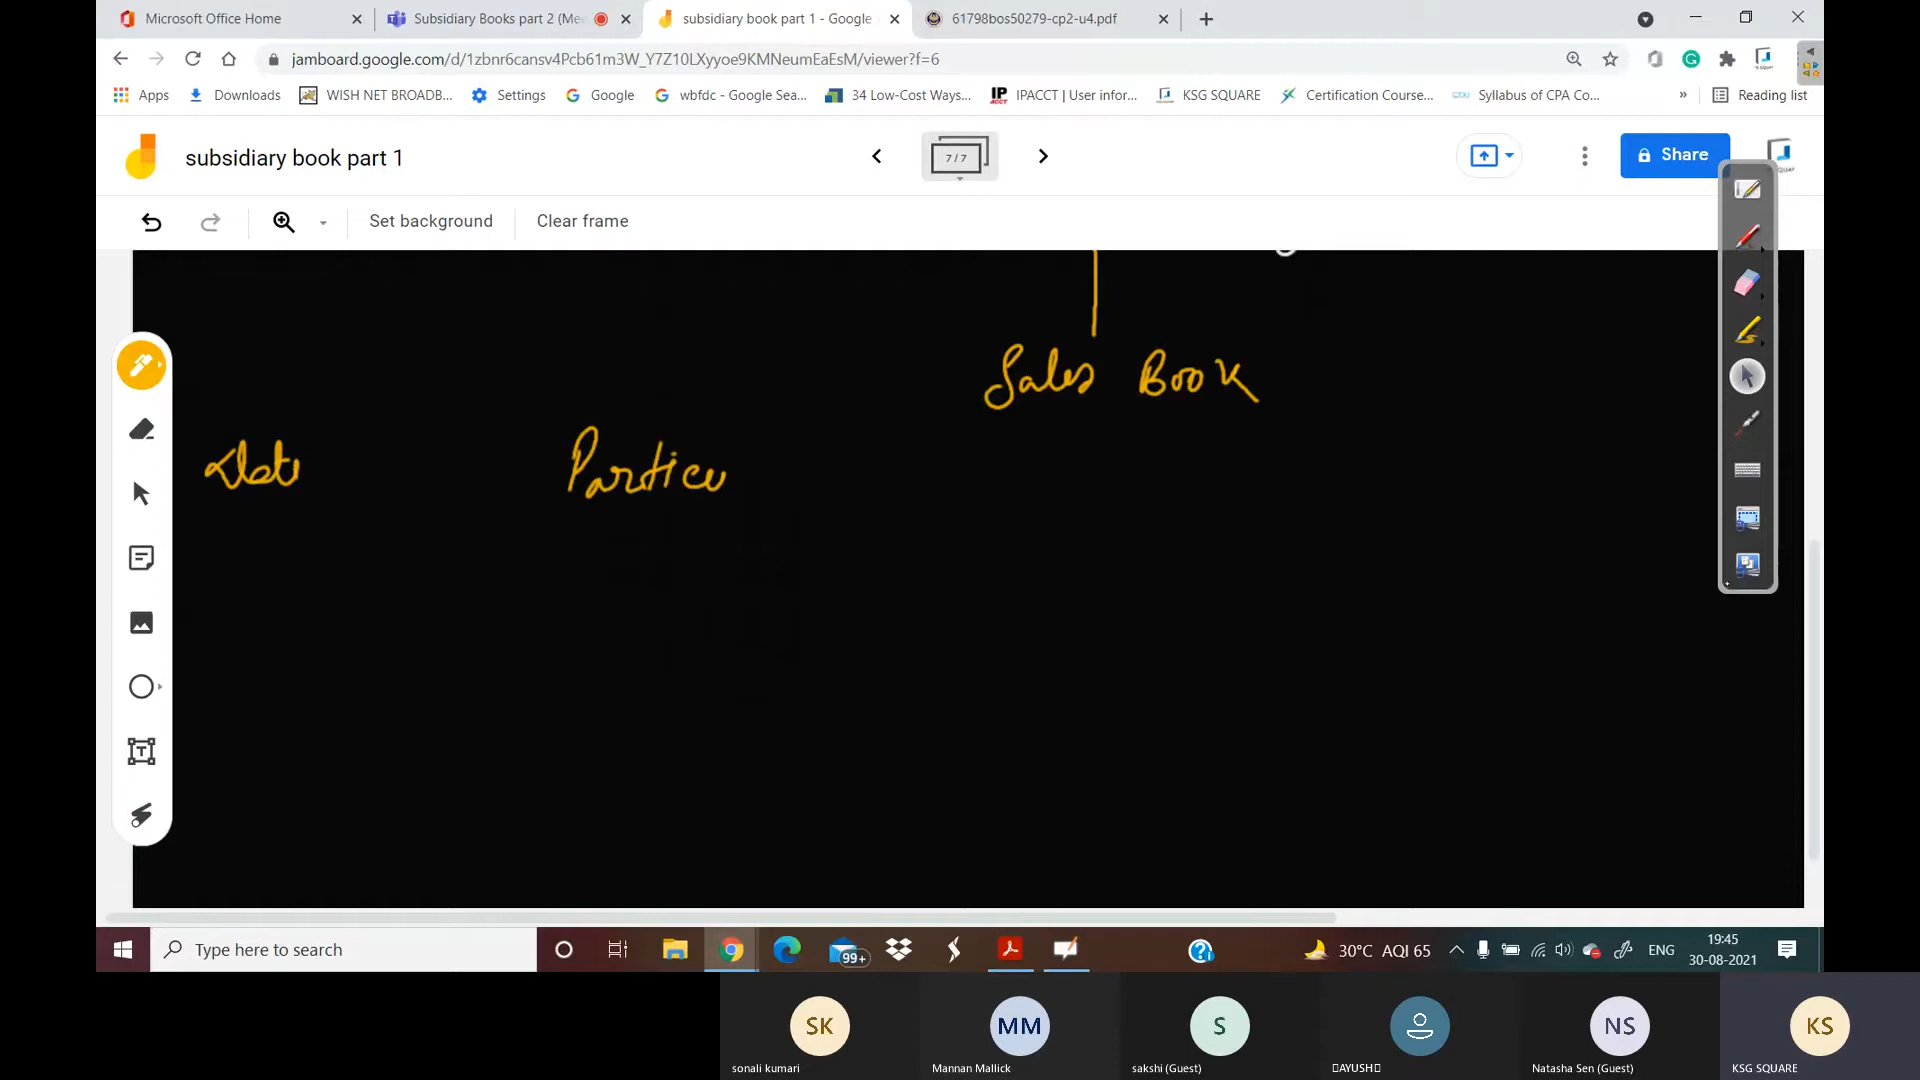 Microsoft Office Home
Subsidiary Books part 2 (Me
subsidiary book part 1 - Google
61798bos50279-cp2-u4.pdf
jamboard.google.com/d/1zbnr6cansv4Pcb61m3W_Y7Z10LXyyoe9KMNeumEaEsM/viewer?f=6
Apps Downloads WISH NET BROADB... Settings Google wbfdc - Google Sea... 34 Low-Cost Ways... IPACCT | User infor... KSG SQUARE Certification Course... Syllabus of CPA Co... » Reading list
subsidiary book part 1
7 / 7
Share
Set background
Clear frame
Sales Book
Date Particu
Type here to search
99+
30°C AQI 65
ENG
19:45
30-08-2021
SK MM S NS KS
sonali kumari Mannan Mallick sakshi (Guest) AYUSH Natasha Sen (Guest) KSG SQUARE